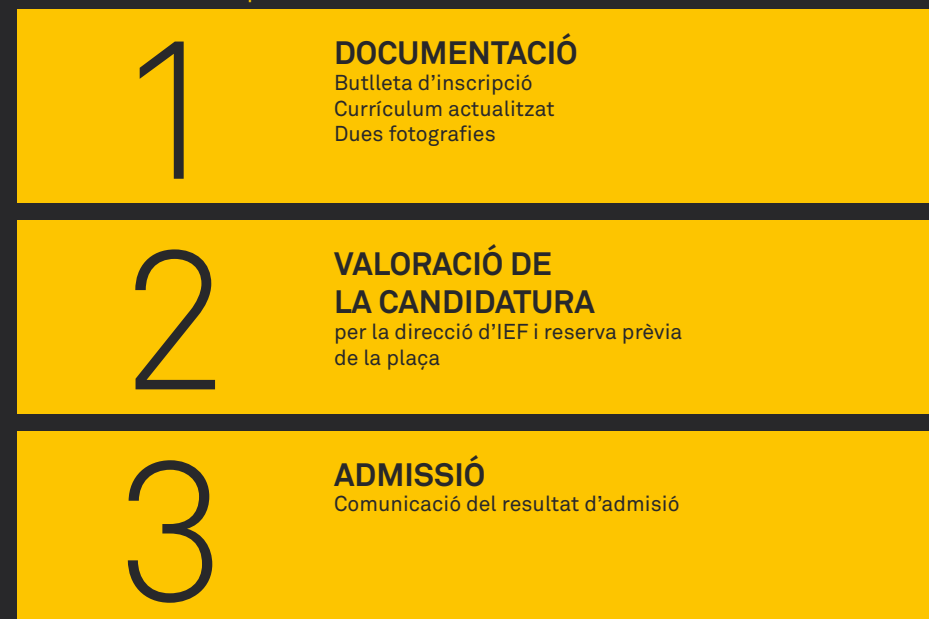 1
DOCUMENTACIÓ
Butlleta d’inscripció
Currículum actualitzat
Dues fotografies
2
VALORACIÓ DE
LA CANDIDATURA
per la direcció d’IEF i reserva prèvia
de la plaça
3
ADMISSIÓ
Comunicació del resultat d’admisió